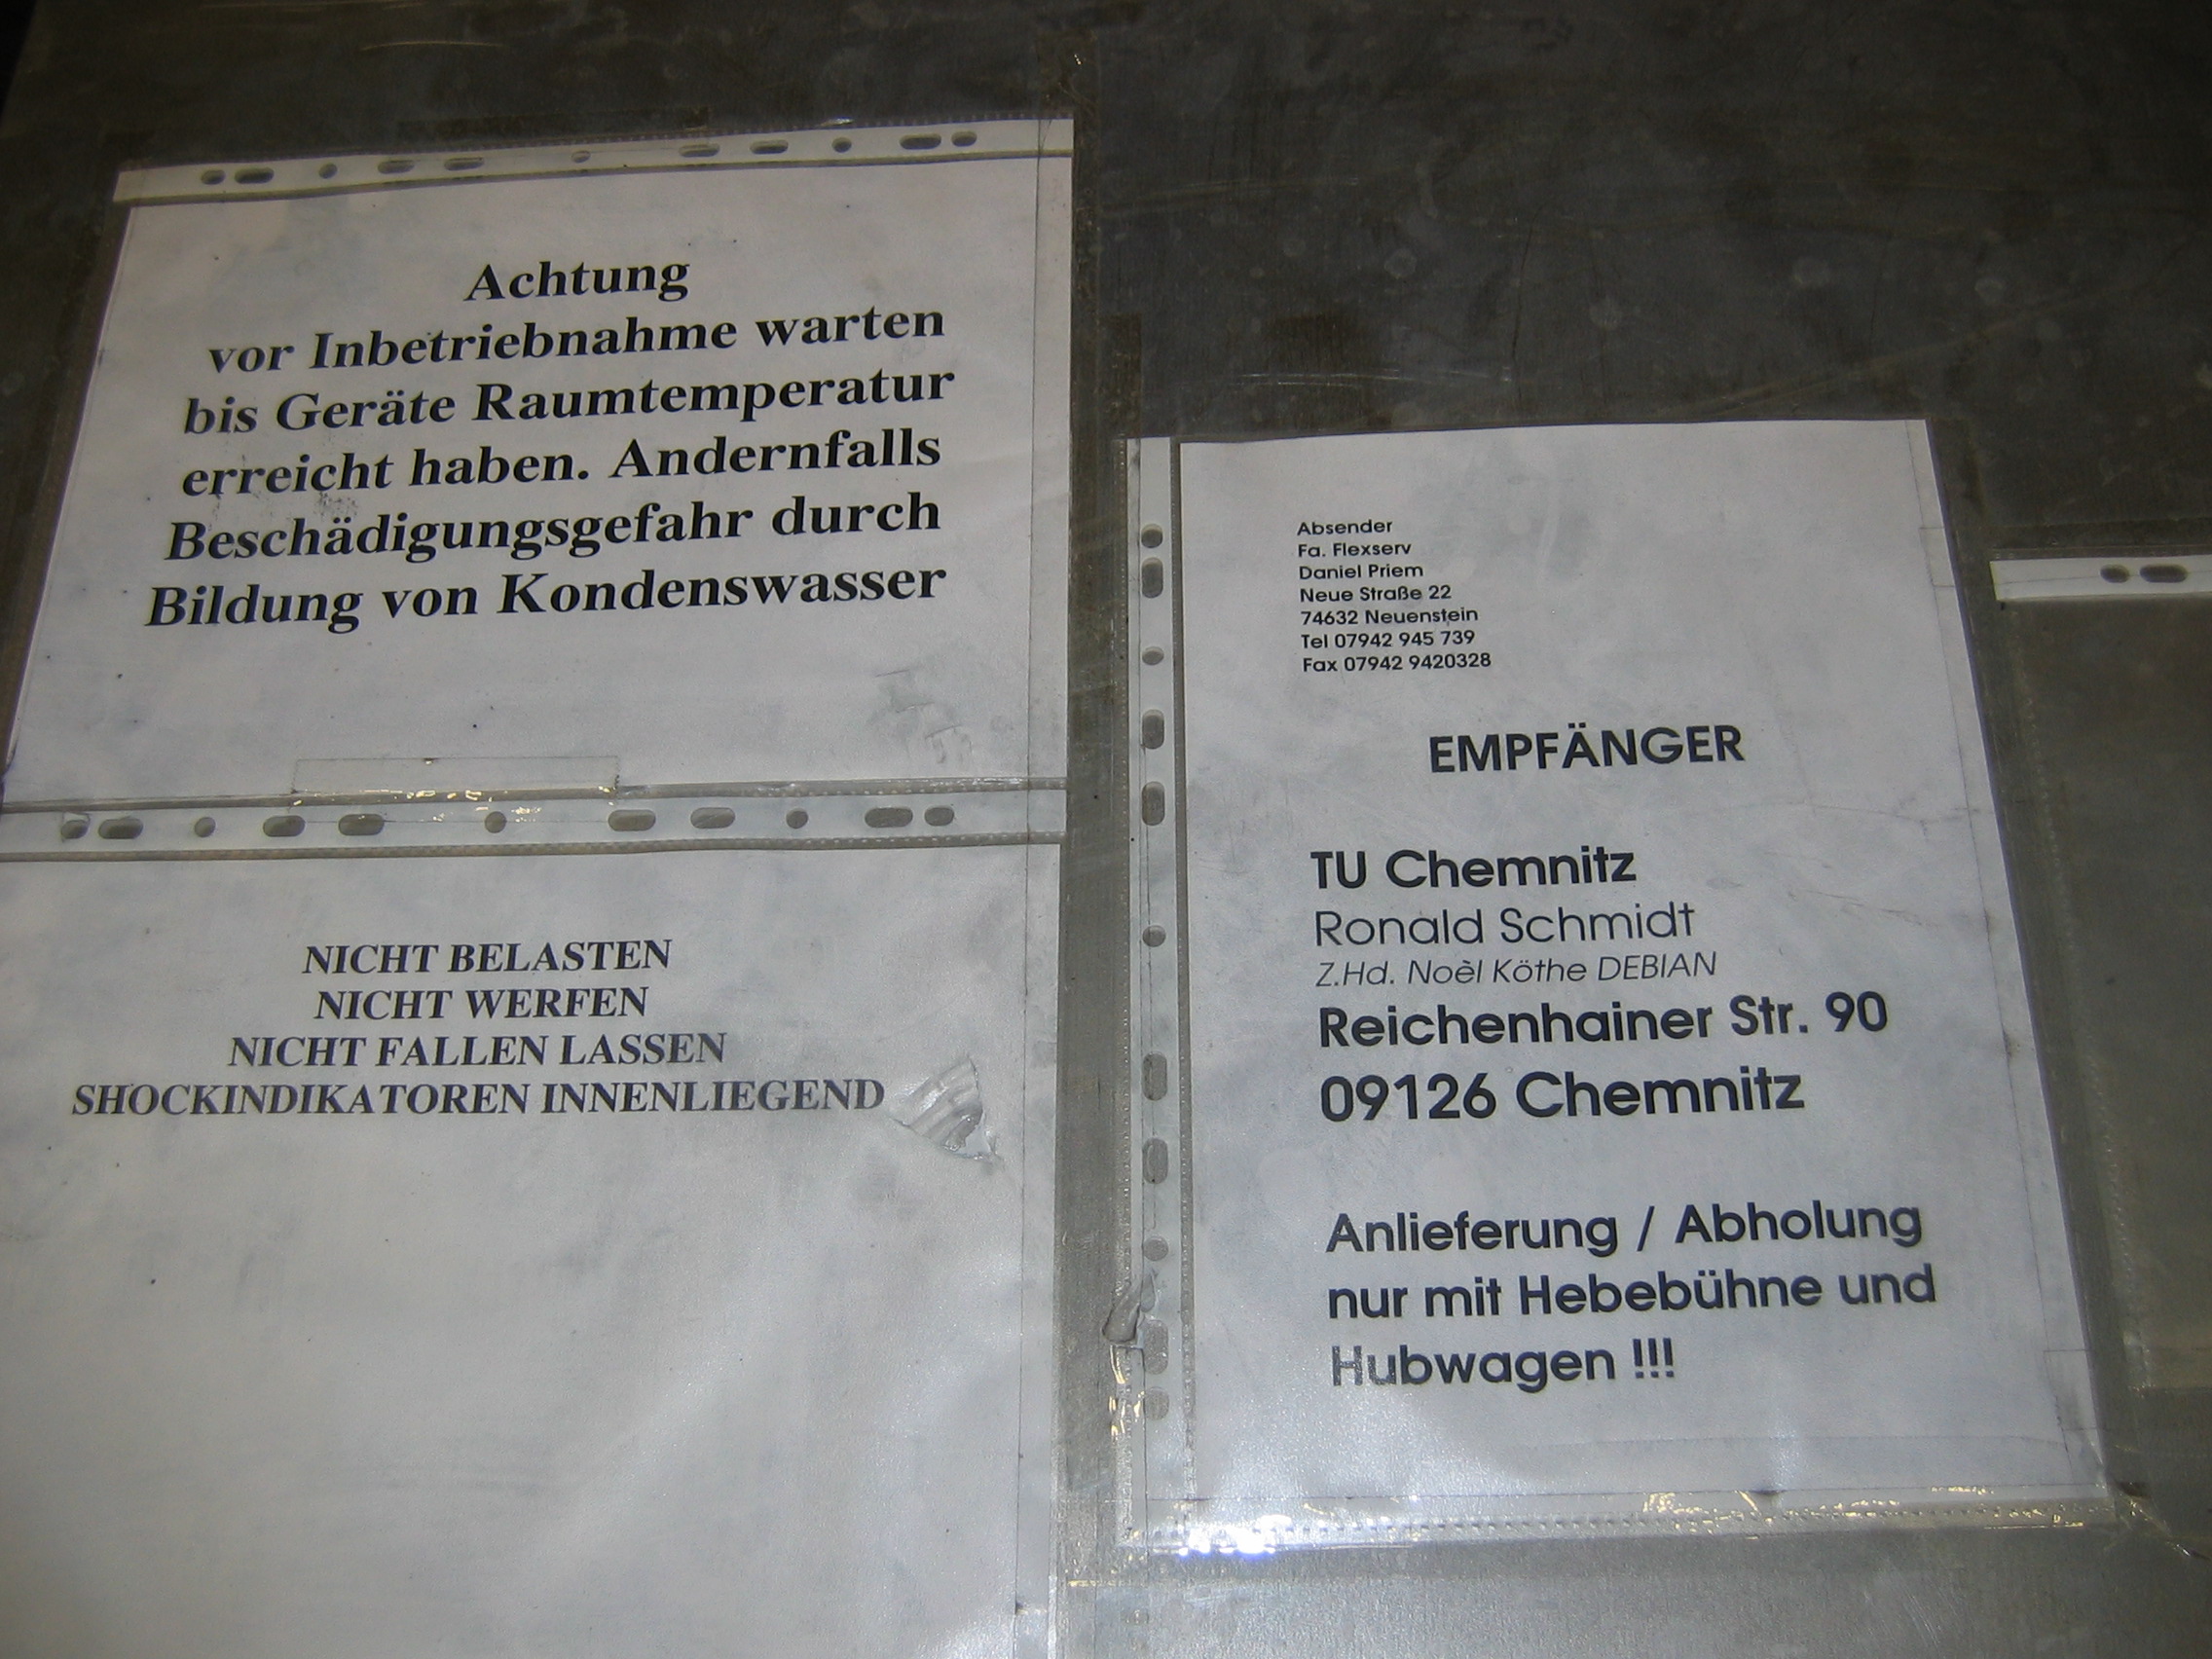 Achtung
vor Inbetriebnahme warten
bis Geräte Raumtemperatur
erreicht haben. Andernfalls
Beschädigungsgefahr durch
Bildung von Kondenswasser
NICHT BELASTEN
NICHT WERFEN
NICHT FALLEN LASSEN
SHOCKINDIKATOREN INNENLIEGEND
Absender
Fa. Flexserv
Daniel Priem
Neue Straße 22
74632 Neuenstein
Tel 07942 945 739
Fax 07942 9420328
EMPFÄNGER
TU Chemnitz
Ronald Schmidt
Z.Hd. Noèl Köthe DEBIAN
Reichenhainer Str. 90
09126 Chemnitz
Anlieferung / Abholung
nur mit Hebebühne und
Hubwagen !!!